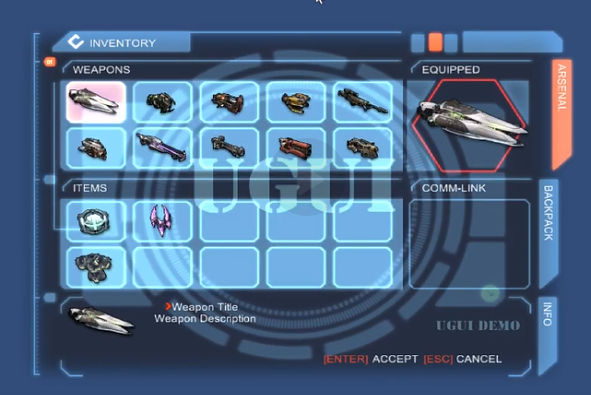 INVENTORY
WEAPONS
EQUIPPED
ARSENAL
UGUI
ITEMS
COMM-LINK
BACKPACK
Weapon Title
Weapon Description
INFO
UGUI DEMO
[ENTER] ACCEPT [ESC] CANCEL